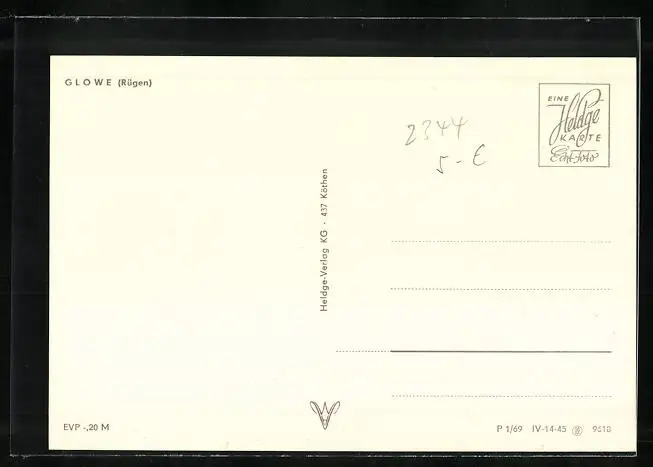 GLOWE (Rügen)
EINE
Heldge
KARTE
Echt Foto
2344
5-€
Heldge-Verlag KG · 437 Köthen
EVP -,20 M
P 1/69 IV-14-45 9618